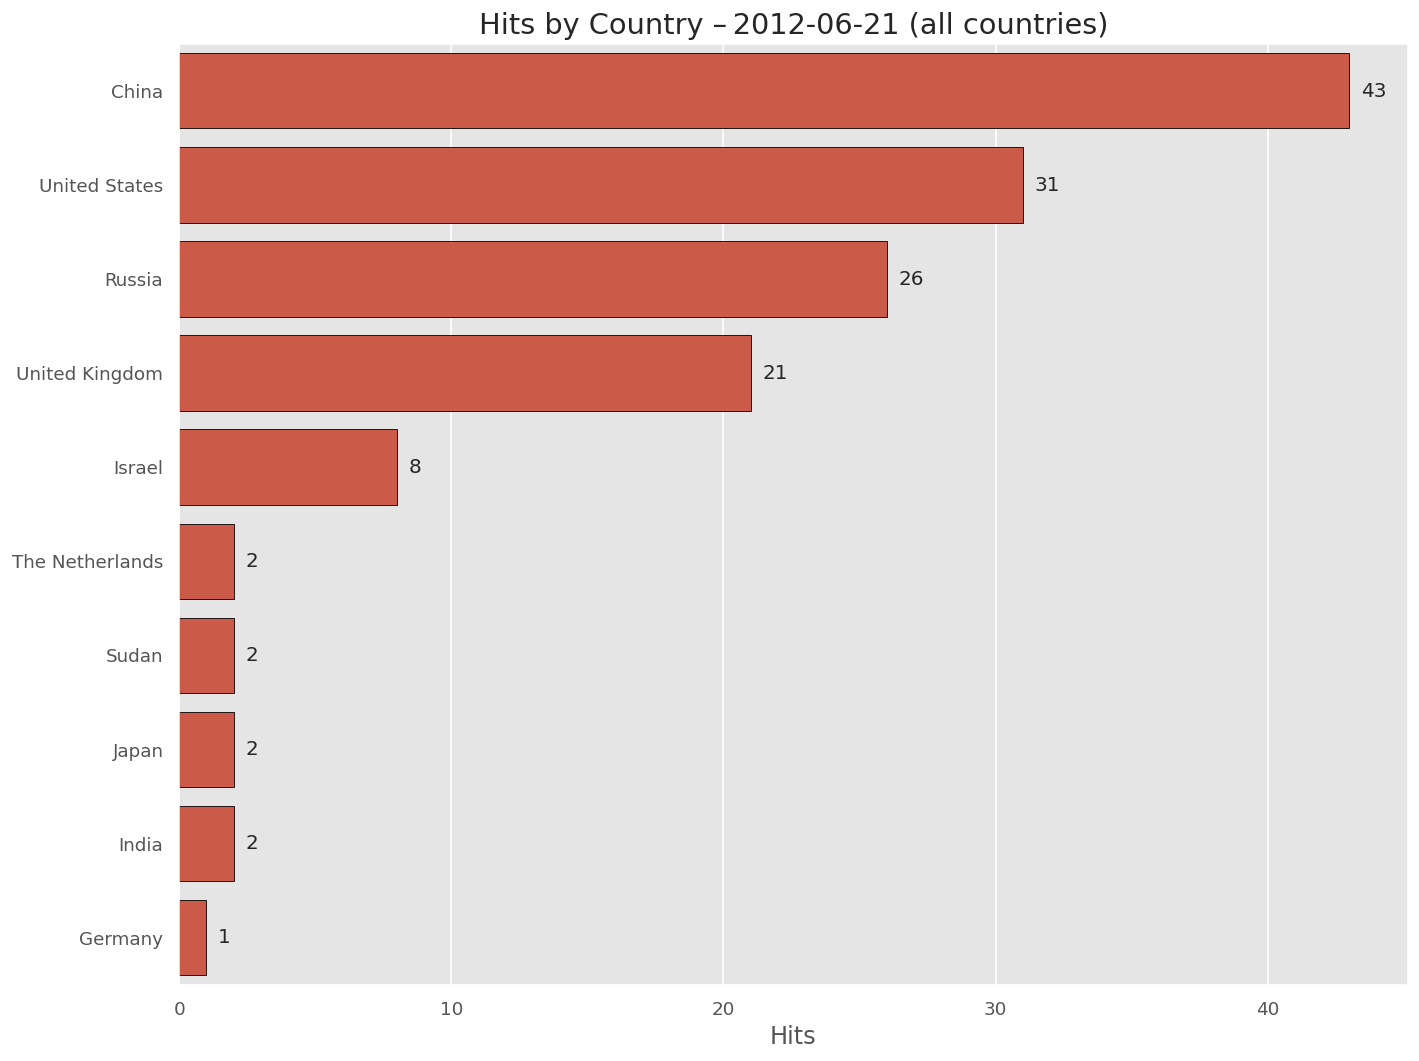 Hits by Country – 2012-06-21 (all countries)
China 43
United States 31
Russia 26
United Kingdom 21
Israel 8
The Netherlands 2
Sudan 2
Japan 2
India 2
Germany 1
0 10 20 30 40
Hits